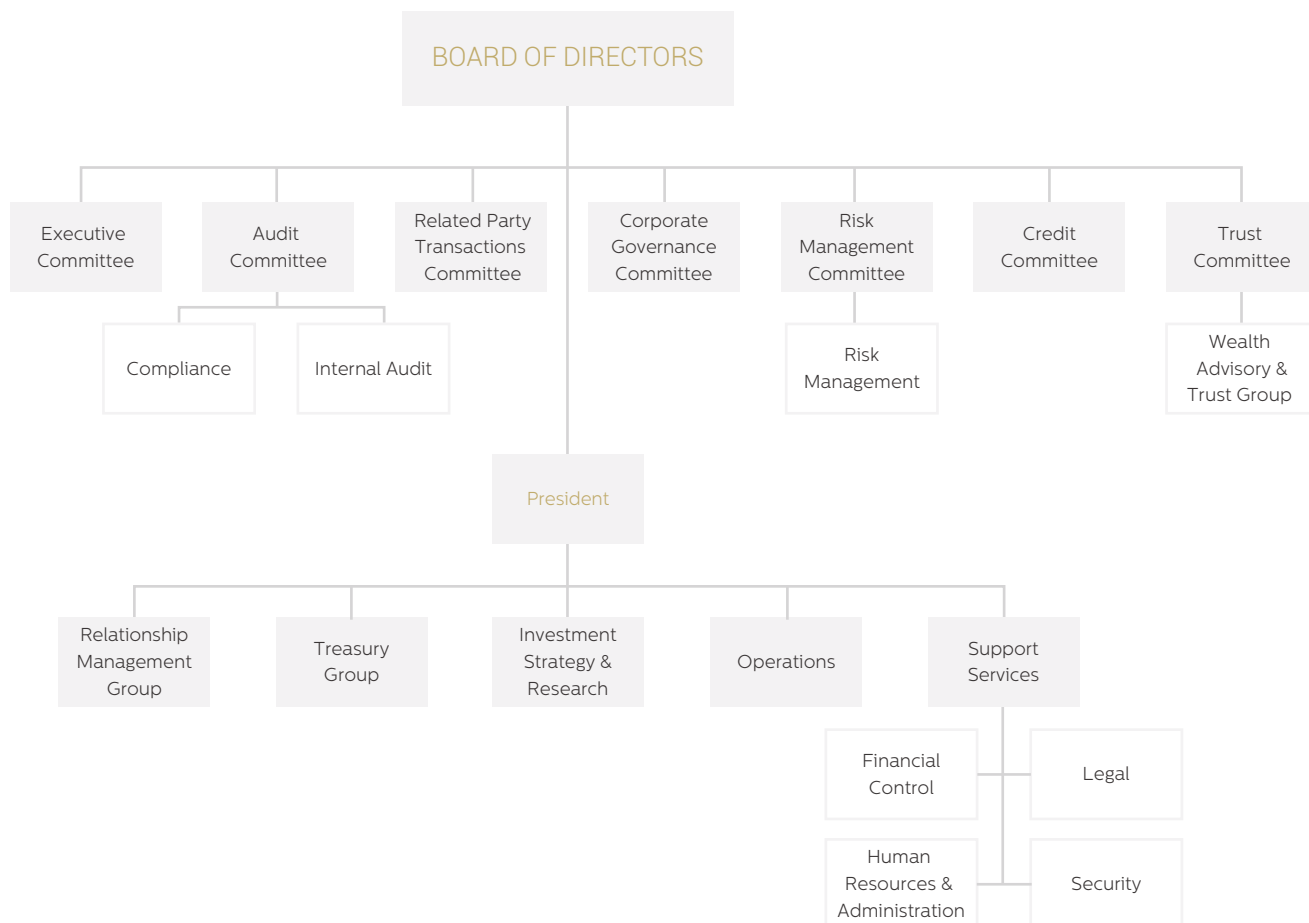 BOARD OF DIRECTORS
Executive
Committee
Audit
Committee
Related Party
Transactions
Committee
Corporate
Governance
Committee
Risk
Management
Committee
Credit
Committee
Trust
Committee
Compliance
Internal Audit
Risk
Management
Wealth
Advisory &
Trust Group
President
Relationship
Management
Group
Treasury
Group
Investment
Strategy &
Research
Operations
Support
Services
Financial
Control
Legal
Human
Resources &
Administration
Security